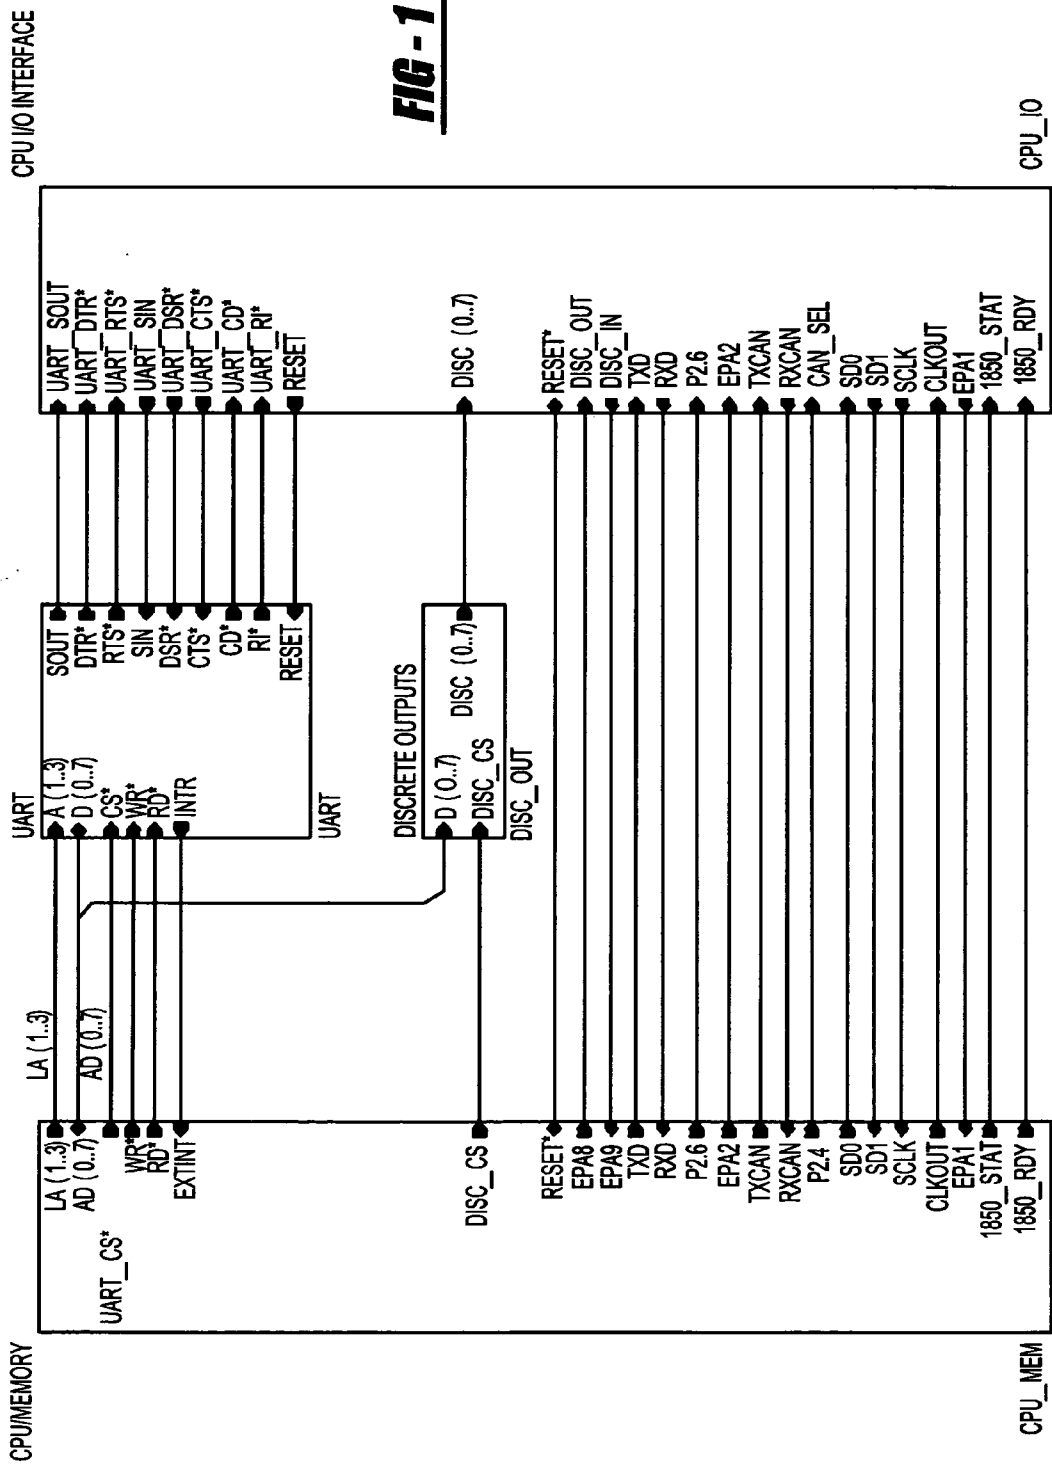 CPU/MEMORY
LA (1..3)
AD (0..7)
UART_CS*
WR*
RD*
EXTINT
DISC_CS
RESET*
EPA8
EPA9
TXD
RXD
P2.6
EPA2
TXCAN
RXCAN
P2.4
SD0
SD1
SCLK
CLKOUT
EPA1
1850_STAT
1850_RDY
CPU_MEM
LA (1..3)
AD (0..7)
UART
A (1..3)
D (0..7)
CS*
WR*
RD*
INTR
SOUT
DTR*
RTS*
SIN
DSR*
CTS*
CD*
RI*
RESET
UART
DISCRETE OUTPUTS
D (0..7)
DISC_CS
DISC (0..7)
DISC_OUT
CPU I/O INTERFACE
UART_SOUT
UART_DTR*
UART_RTS*
UART_SIN
UART_DSR*
UART_CTS*
UART_CD*
UART_RI*
RESET
DISC (0..7)
RESET*
DISC_OUT
DISC_IN
TXD
RXD
P2.6
EPA2
TXCAN
RXCAN
CAN_SEL
SD0
SD1
SCLK
CLKOUT
EPA1
1850_STAT
1850_RDY
CPU_IO
FIG - 1